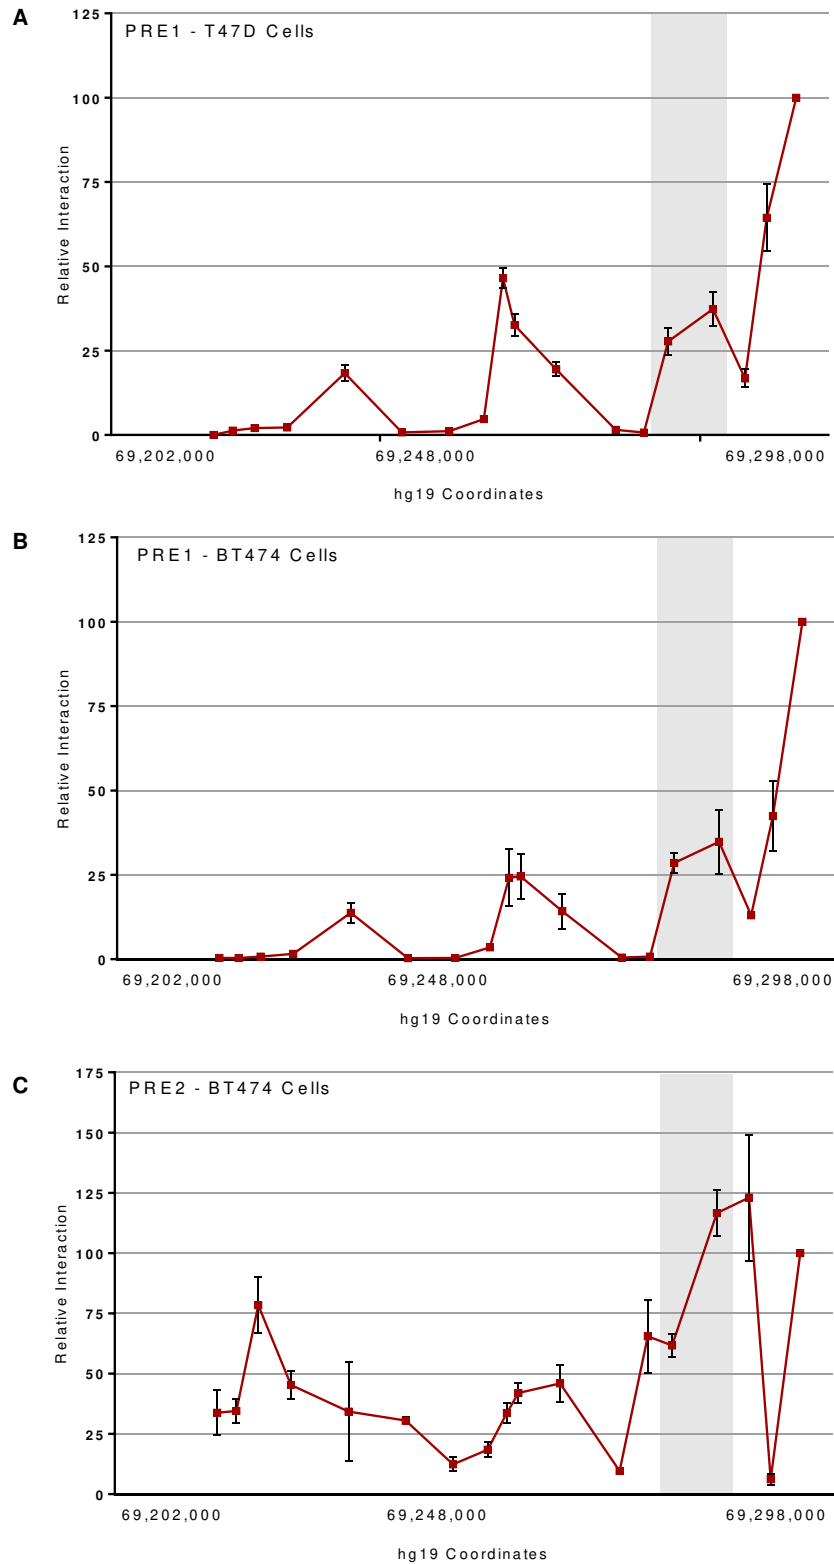 A
PRE1 - T47D Cells
125
100
75
50
25
0
Relative Interaction
69,202,000 69,248,000 69,298,000
hg19 Coordinates
B
PRE1 - BT474 Cells
125
100
75
50
25
0
Relative Interaction
69,202,000 69,248,000 69,298,000
hg19 Coordinates
C
PRE2 - BT474 Cells
175
150
125
100
75
50
25
0
Relative Interaction
69,202,000 69,248,000 69,298,000
hg19 Coordinates